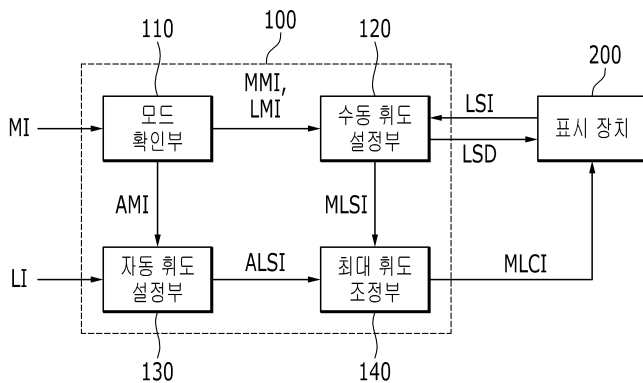 100
110
120
200
MMI,
LMI
LSI
MI
모드
확인부
수동 휘도
설정부
표시 장치
LSD
AMI
MLSI
LI
자동 휘도
설정부
ALSI
최대 휘도
조정부
MLCI
130
140